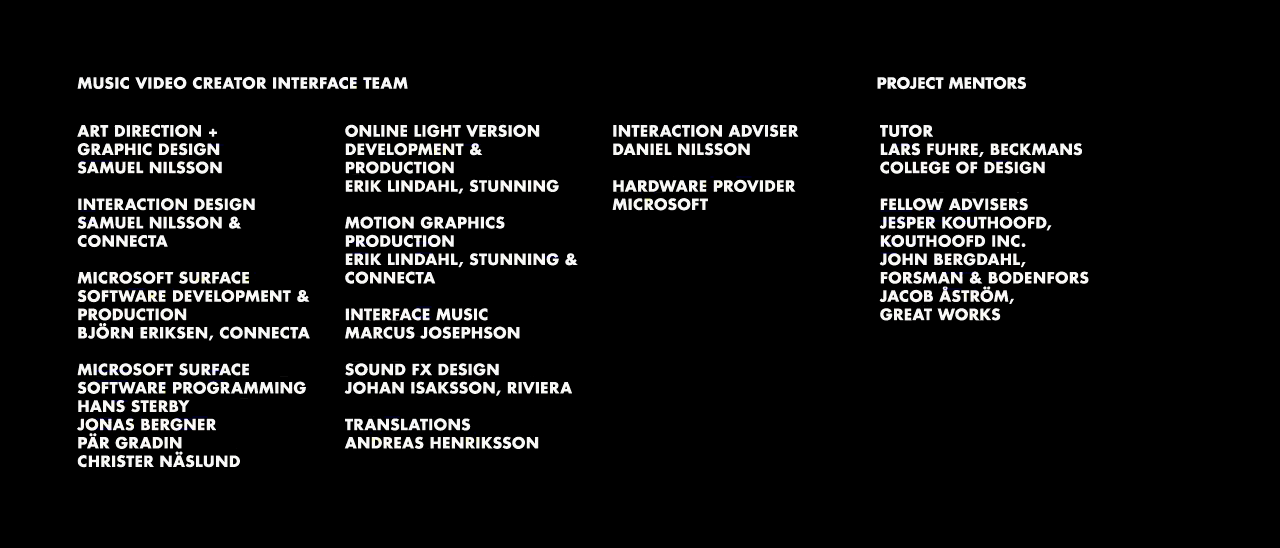 MUSIC VIDEO CREATOR INTERFACE TEAM
ART DIRECTION +
GRAPHIC DESIGN
SAMUEL NILSSON
INTERACTION DESIGN
SAMUEL NILSSON &
CONNECTA
MICROSOFT SURFACE
SOFTWARE DEVELOPMENT &
PRODUCTION
BJÖRN ERIKSEN, CONNECTA
MICROSOFT SURFACE
SOFTWARE PROGRAMMING
HANS STERBY
JONAS BERGNER
PÄR GRADIN
CHRISTER NÄSLUND
ONLINE LIGHT VERSION
DEVELOPMENT &
PRODUCTION
ERIK LINDAHL, STUNNING
MOTION GRAPHICS
PRODUCTION
ERIK LINDAHL, STUNNING &
CONNECTA
INTERFACE MUSIC
MARCUS JOSEPHSON
SOUND FX DESIGN
JOHAN ISAKSSON, RIVIERA
TRANSLATIONS
ANDREAS HENRIKSSON
INTERACTION ADVISER
DANIEL NILSSON
HARDWARE PROVIDER
MICROSOFT
PROJECT MENTORS
TUTOR
LARS FUHRE, BECKMANS
COLLEGE OF DESIGN
FELLOW ADVISERS
JESPER KOUTHOOFD,
KOUTHOOFD INC.
JOHN BERGDAHL,
FORSMAN & BODENFORS
JACOB ÅSTRÖM,
GREAT WORKS